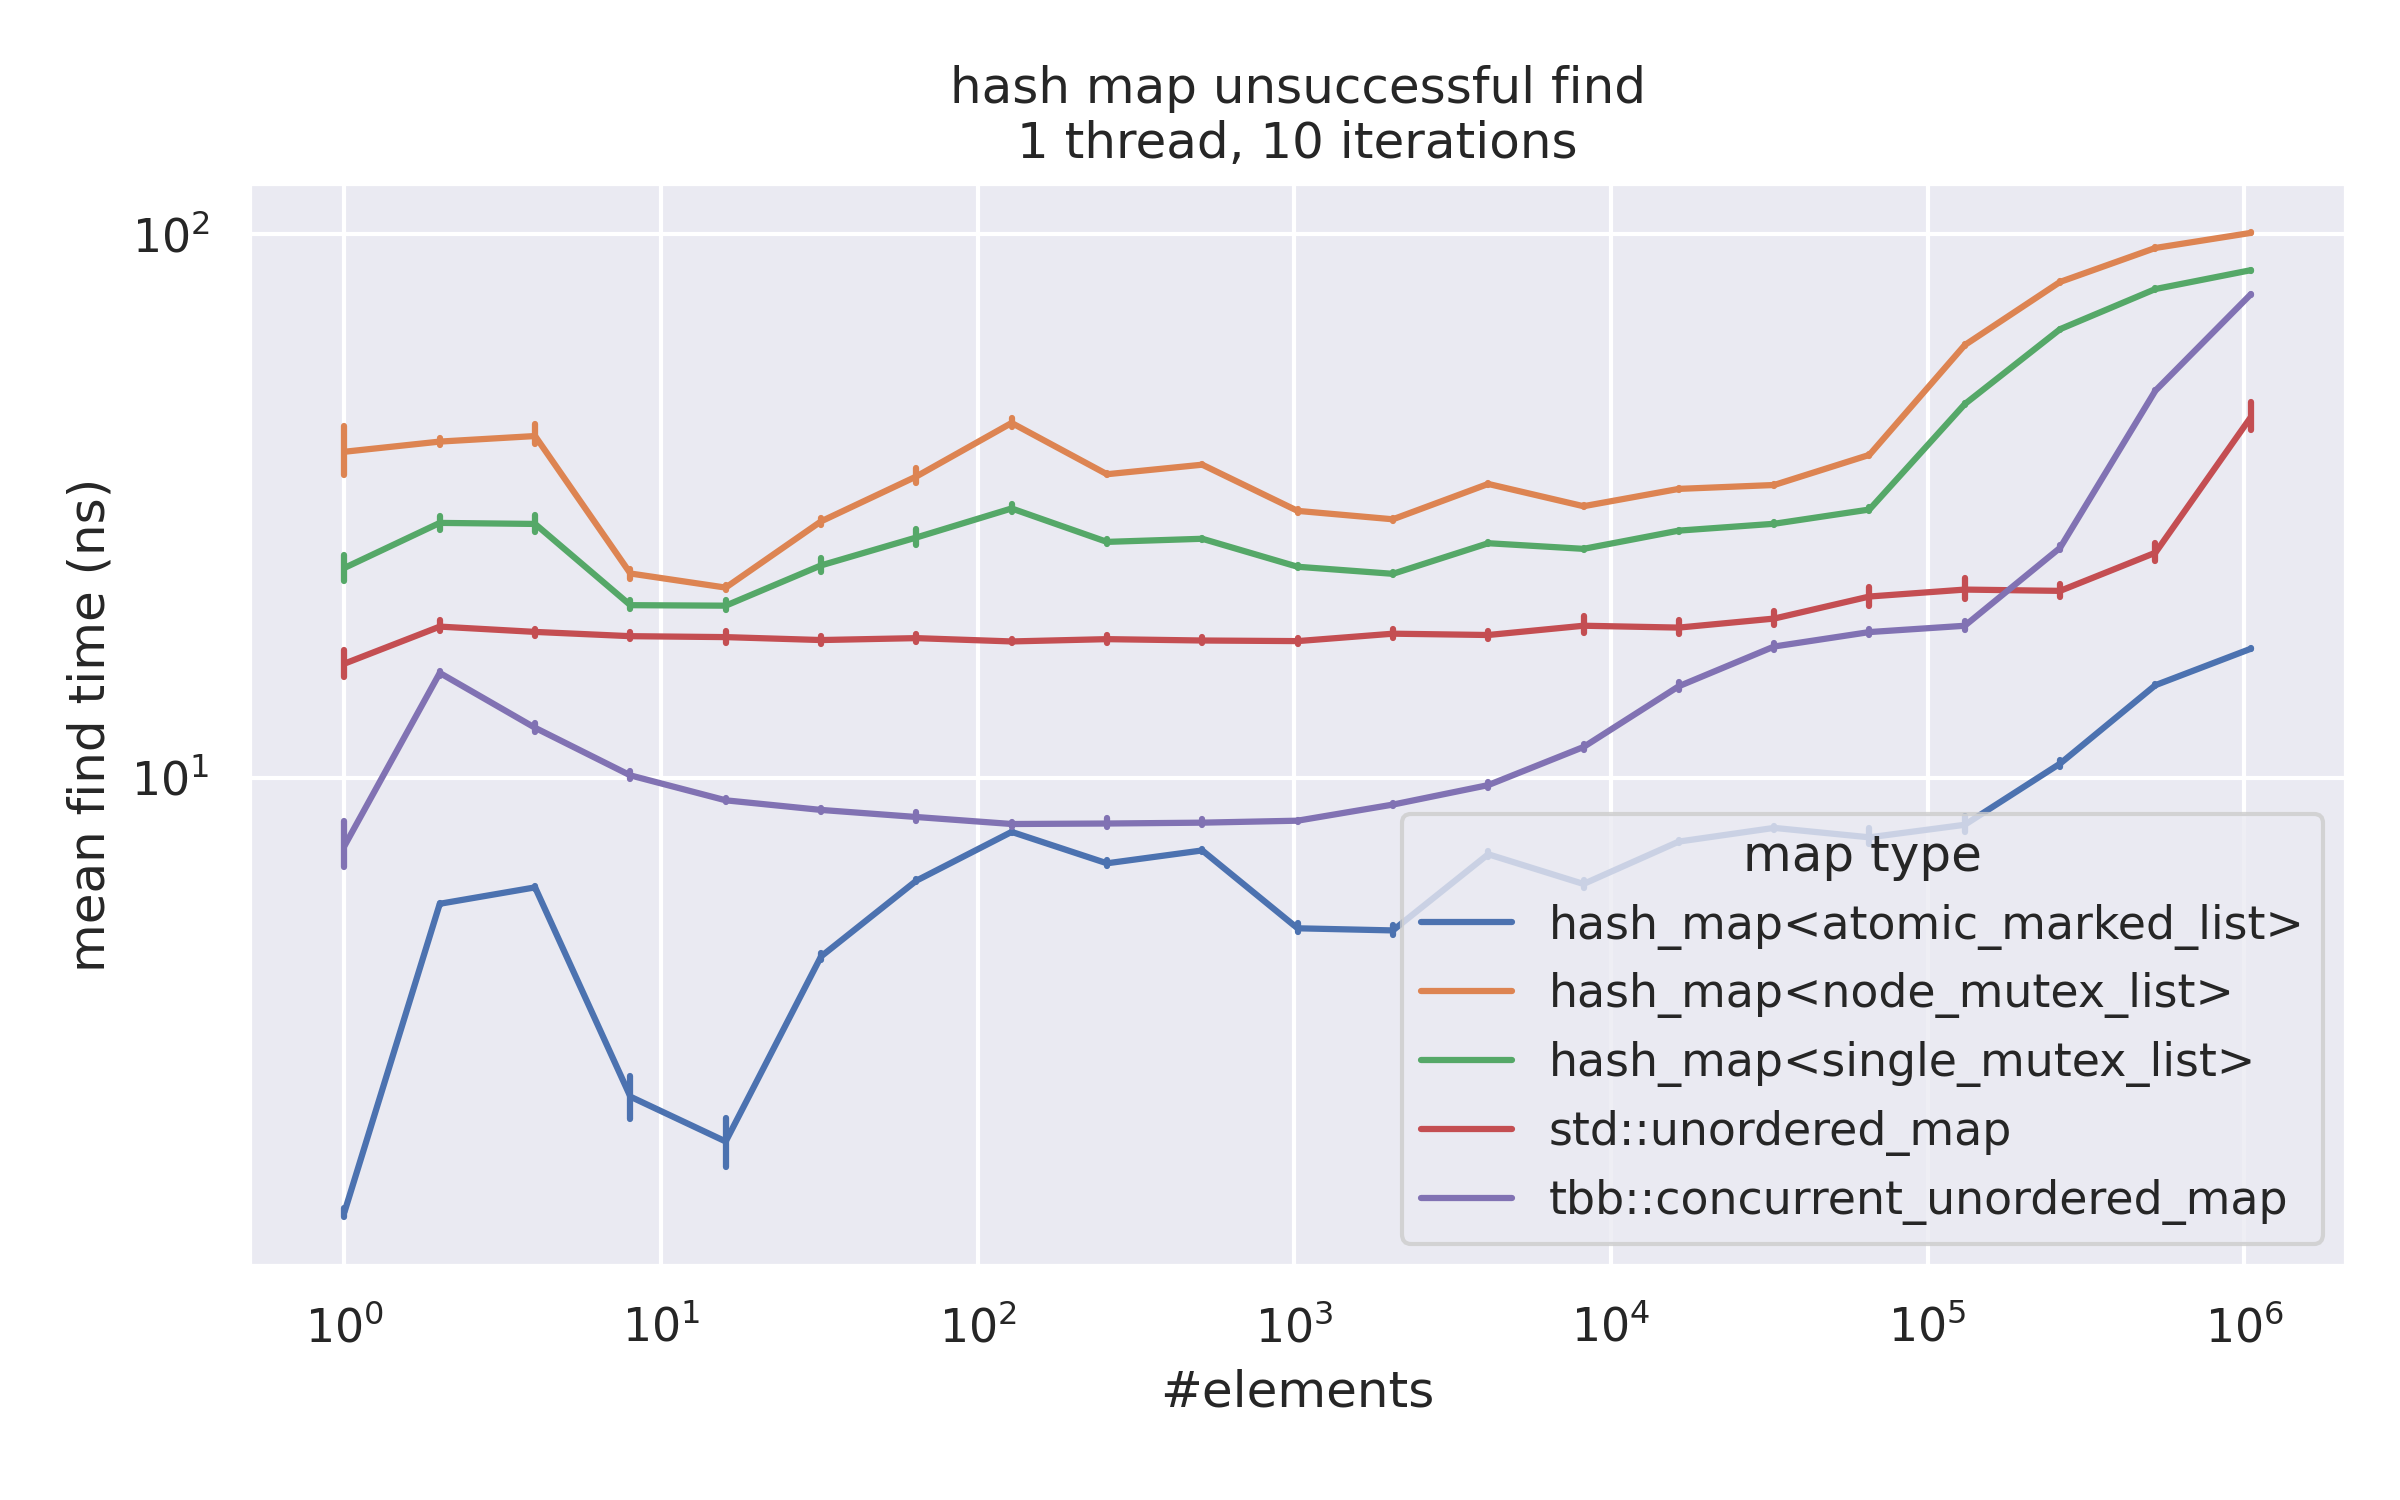 hash map unsuccessful find
1 thread, 10 iterations
mean find time (ns)
10²
10¹
map type
hash_map<atomic_marked_list>
hash_map<node_mutex_list>
hash_map<single_mutex_list>
std::unordered_map
tbb::concurrent_unordered_map
10⁰ 10¹ 10² 10³ 10⁴ 10⁵ 10⁶
#elements